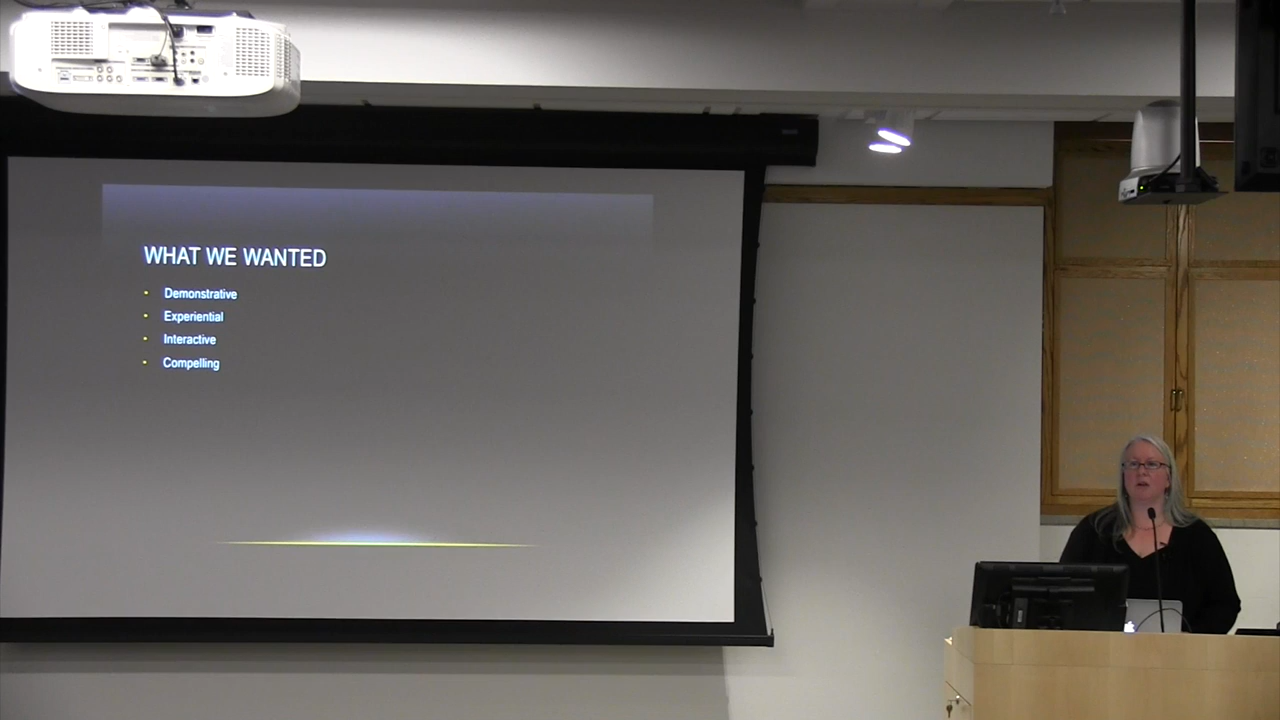 WHAT WE WANTED
Demonstrative
Experiential
Interactive
Compelling